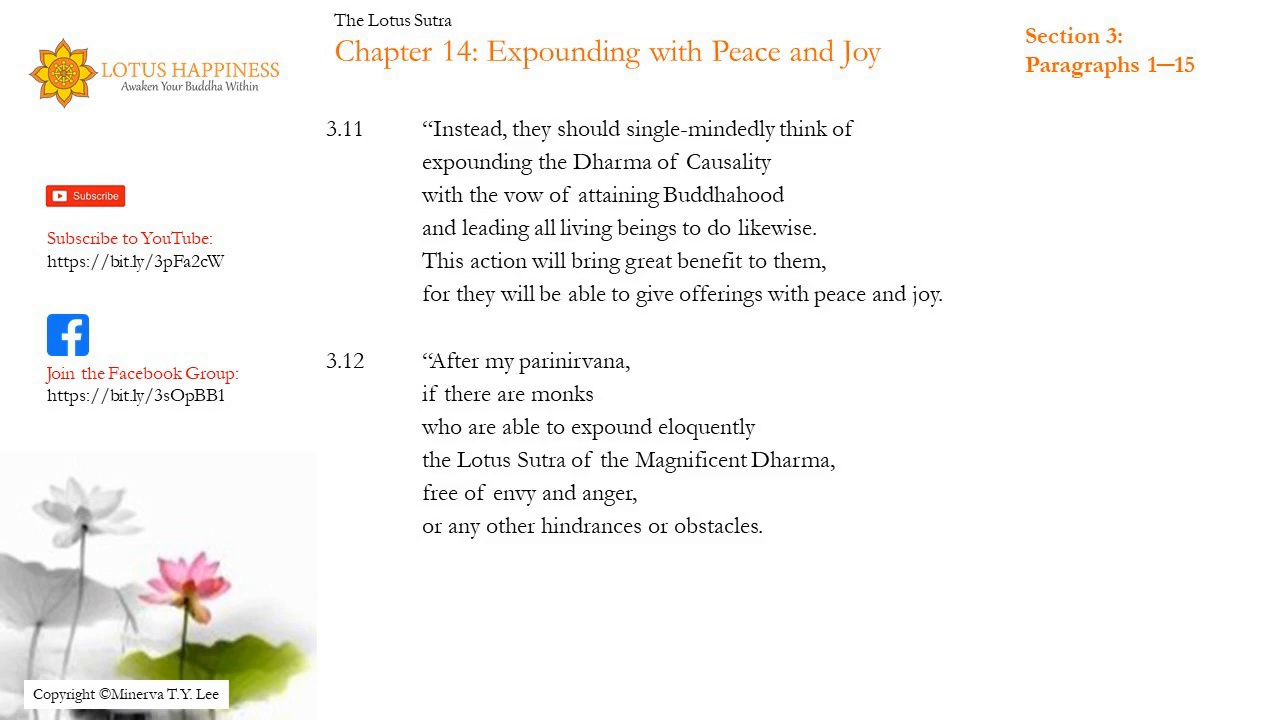 The Lotus Sutra
Chapter 14: Expounding with Peace and Joy
Section 3:
Paragraphs 1—15
LOTUS HAPPINESS
Awaken Your Buddha Within
Subscribe
Subscribe to YouTube:
https://bit.ly/3pFa2cW
Join the Facebook Group:
https://bit.ly/3sOpBB1
3.11 “Instead, they should single-mindedly think of
expounding the Dharma of Causality
with the vow of attaining Buddhahood
and leading all living beings to do likewise.
This action will bring great benefit to them,
for they will be able to give offerings with peace and joy.
3.12 “After my parinirvana,
if there are monks
who are able to expound eloquently
the Lotus Sutra of the Magnificent Dharma,
free of envy and anger,
or any other hindrances or obstacles.
Copyright ©Minerva T.Y. Lee